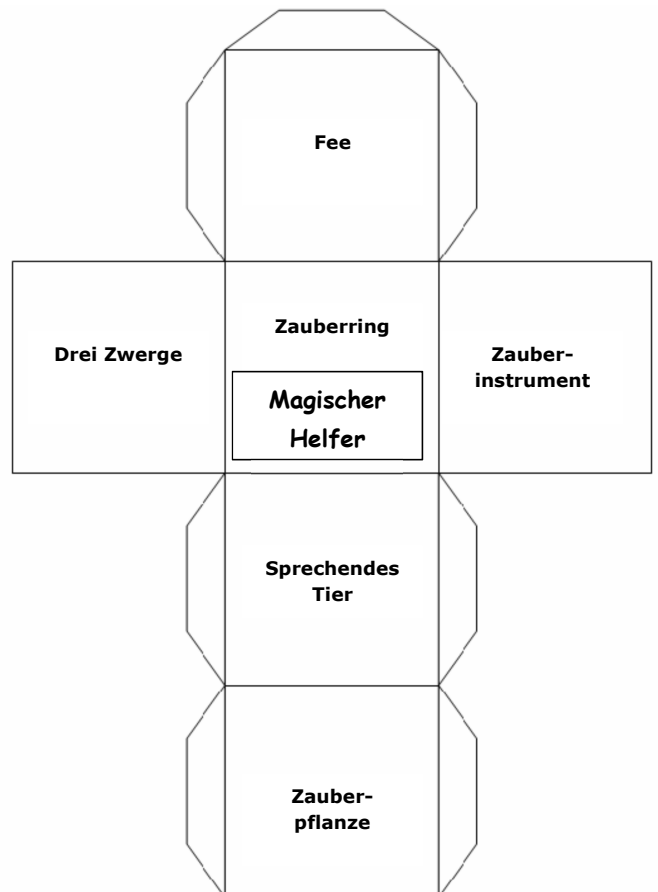 Fee
Drei Zwerge
Zauberring
Magischer
Helfer
Zauber-
instrument
Sprechendes
Tier
Zauber-
pflanze